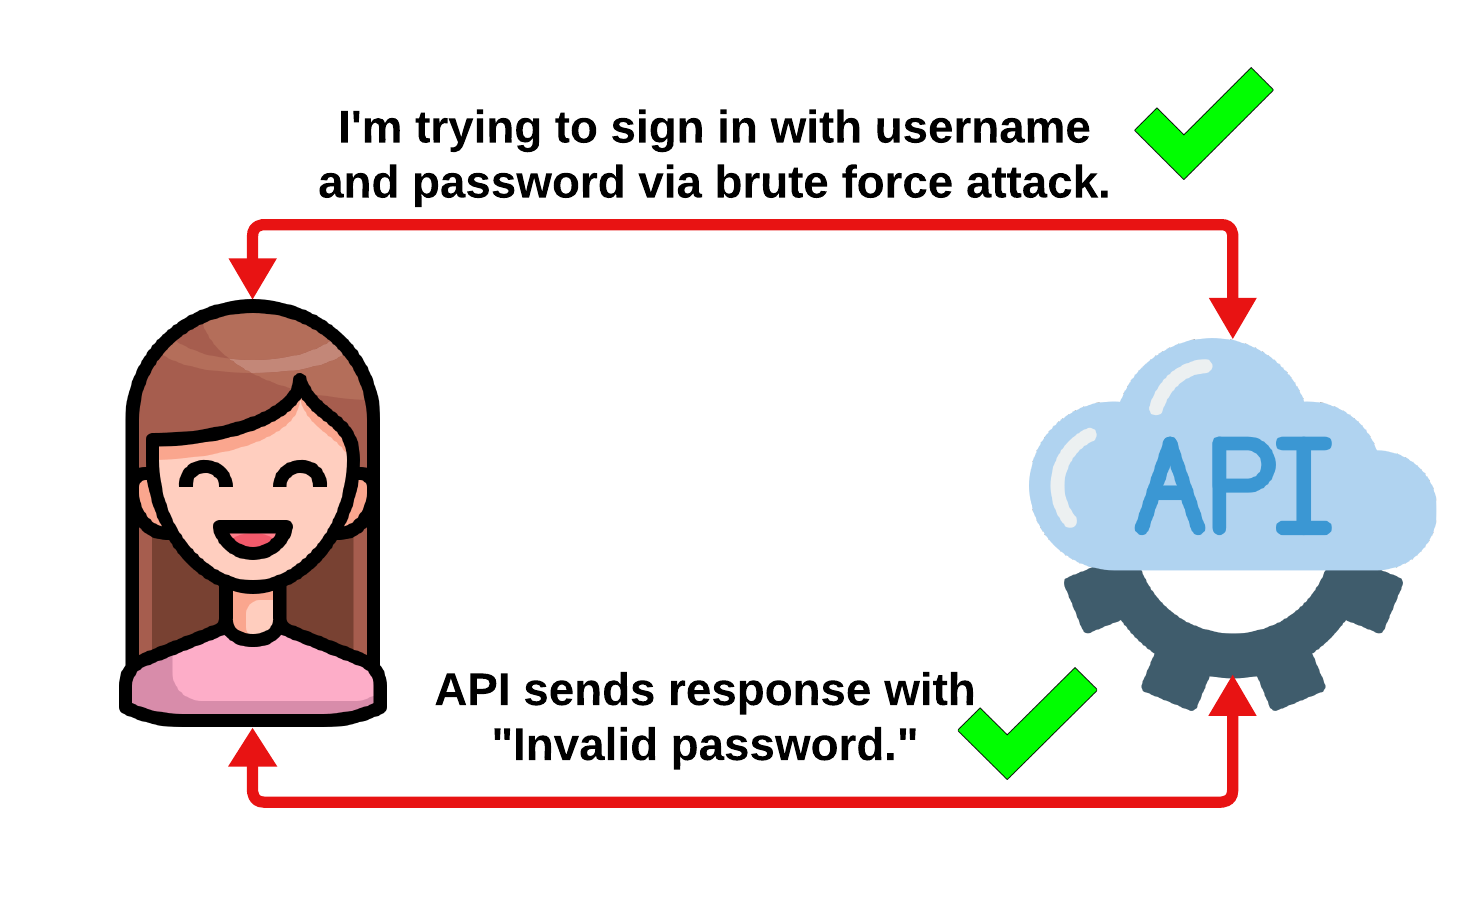 I'm trying to sign in with username
and password via brute force attack.
API
API sends response with
"Invalid password."